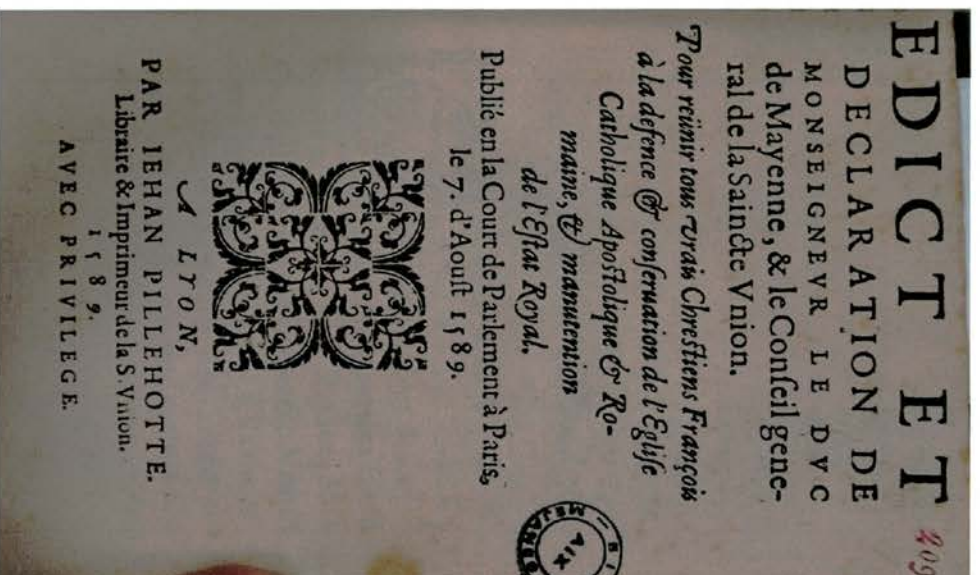 EDICT ET
DECLARATION DE
MONSEIGNEVR LE DVC
de Mayenne, & le Conſeil gene-
ral de la Saincte Vnion.
Pour reünir tous vrais Chreſtiens François
à la defence & conſeruation de l'Egliſe
Catholique Apoſtolique & Ro-
maine, & manutention
de l'Eſtat Royal.
Publié en la Court de Parlement à Paris,
le 7. d'Aouſt 1589.
A LYON,
PAR IEHAN PILLEHOTTE.
Libraire & Imprimeur de la S. Vnion.
1589.
AVEC PRIVILEGE.
209